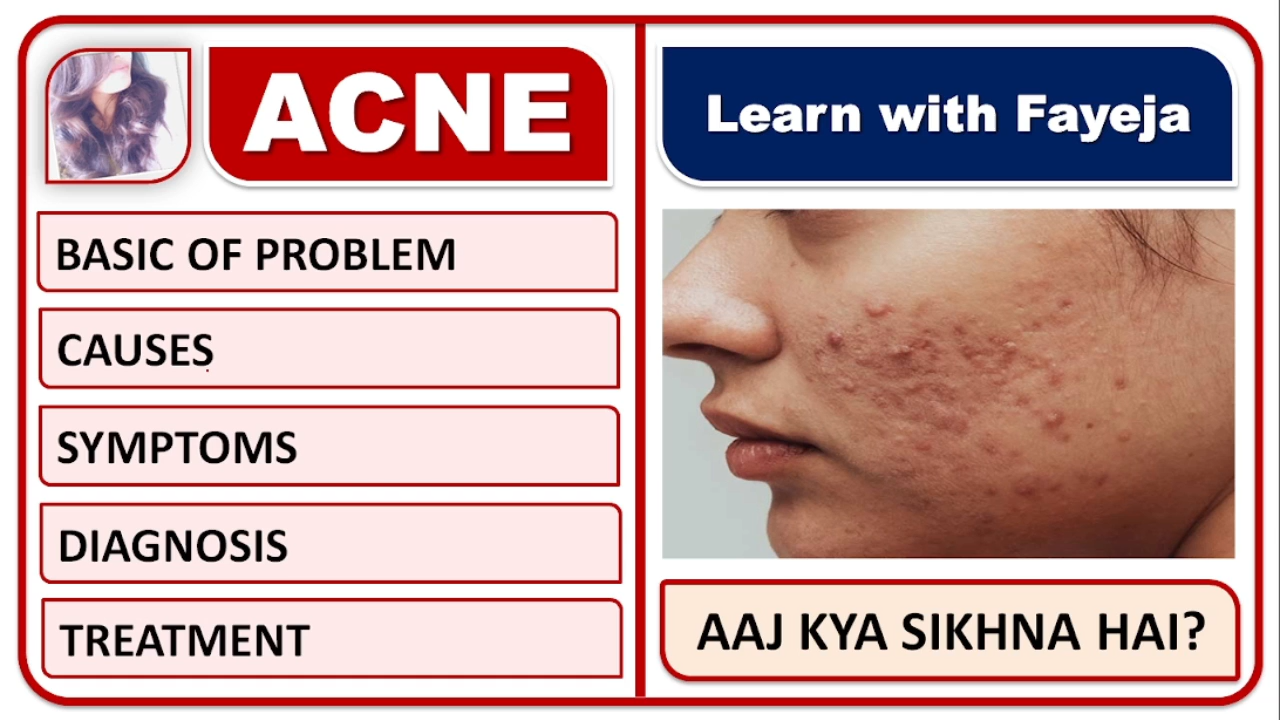 ACNE
BASIC OF PROBLEM
CAUSES
SYMPTOMS
DIAGNOSIS
TREATMENT
Learn with Fayeja
AAJ KYA SIKHNA HAI?